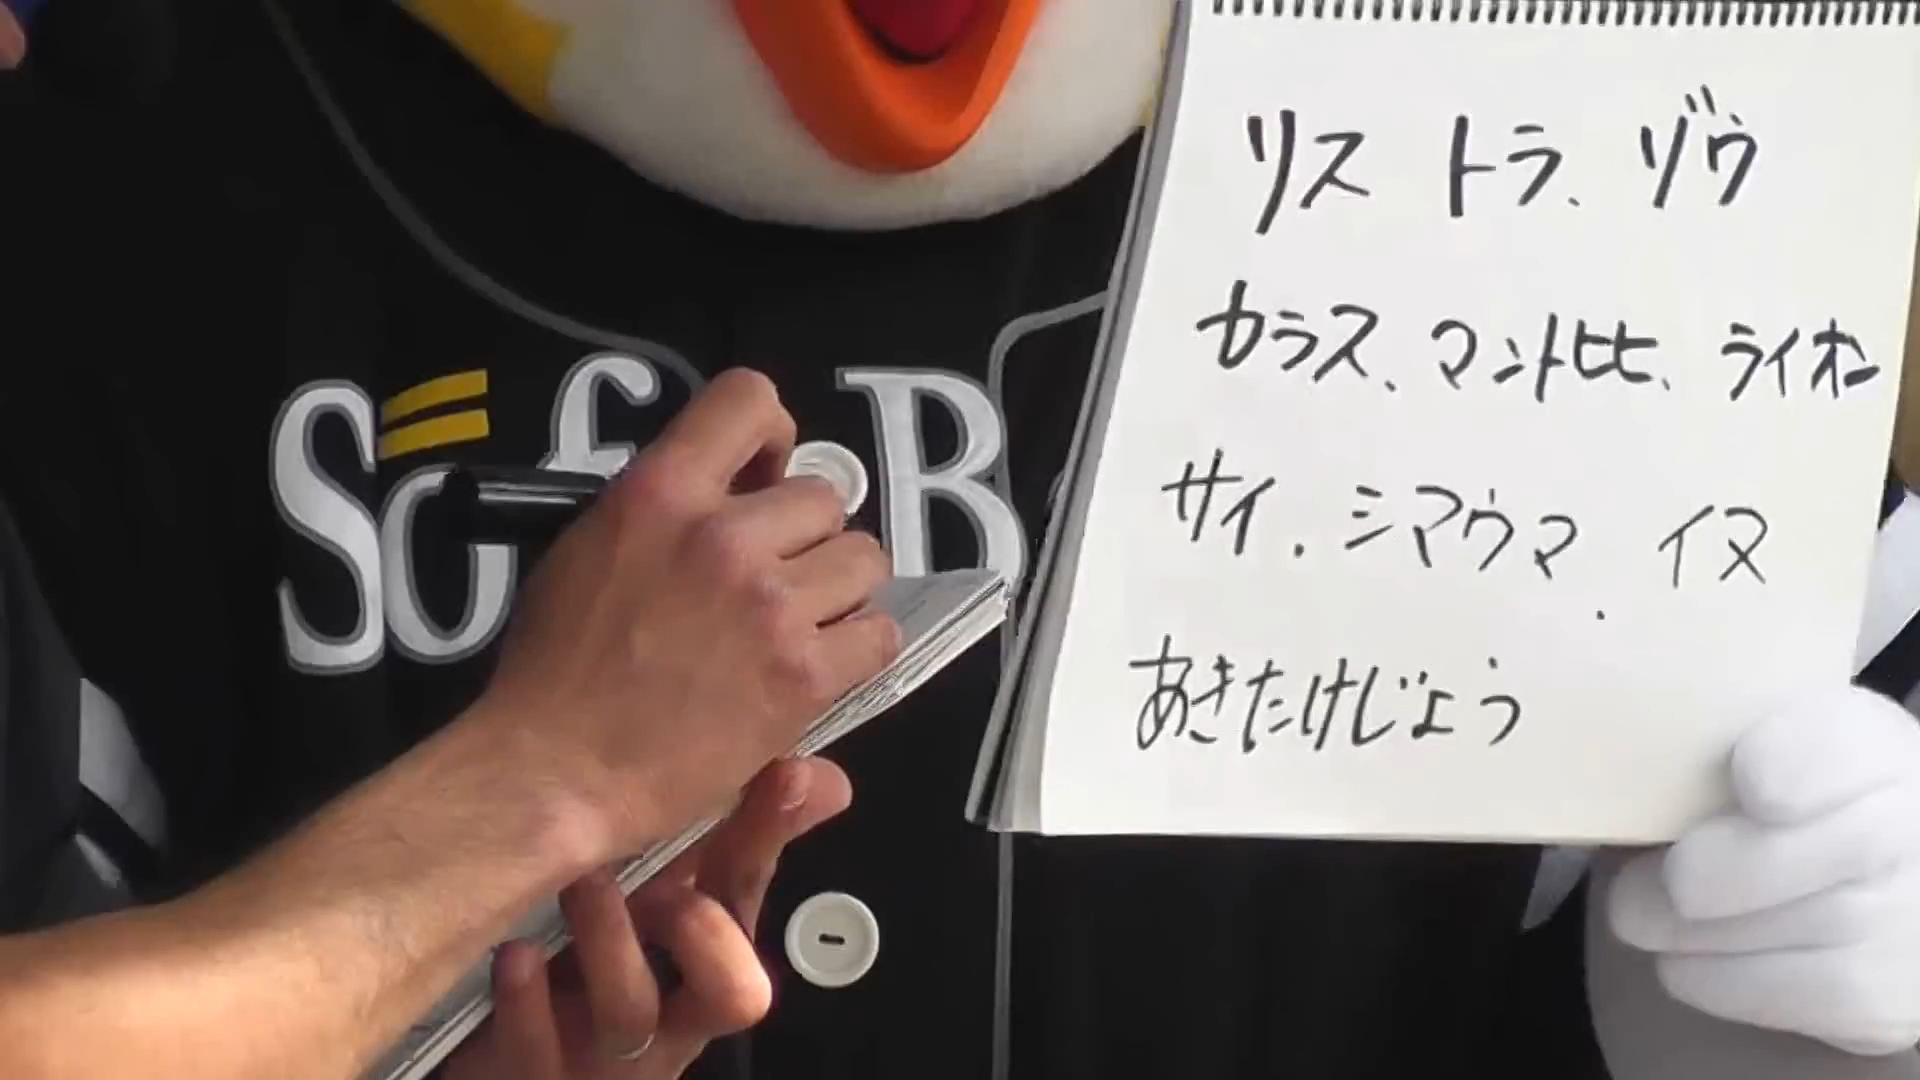 リス トラ、ゾウ
カラス、マントヒヒ、ライオン
サイ、シマウマ、イヌ
あきたけじょう
Sof B